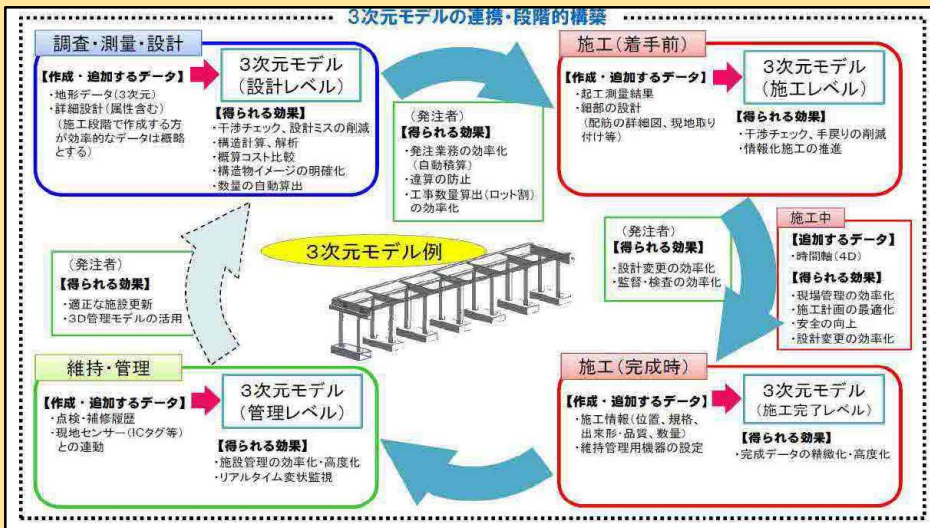 3次元モデルの連携・段階的構築
調査・測量・設計
【作成・追加するデータ】
・地形データ(3次元)
・詳細設計(属性含む)
(施工段階で作成する方
が効率的なデータは概略
とする)
3次元モデル
(設計レベル)
【得られる効果】
・干渉チェック、設計ミスの削減
・構造計算、解析
・概算コスト比較
・構造物イメージの明確化
・数量の自動算出
(発注者)
【得られる効果】
・発注業務の効率化
(自動積算)
・違算の防止
・工事数量算出(ロット割)
の効率化
施工(着手前)
【作成・追加するデータ】
・起工測量結果
・細部の設計
(配筋の詳細図、現地取り
付け等)
3次元モデル
(施工レベル)
【得られる効果】
・干渉チェック、手戻りの削減
・情報化施工の推進
(発注者)
【得られる効果】
・設計変更の効率化
・監督・検査の効率化
施工中
【追加するデータ】
・時間軸(4D)
【得られる効果】
・現場管理の効率化
・施工計画の最適化
・安全の向上
・設計変更の効率化
3次元モデル例
(発注者)
【得られる効果】
・適正な施設更新
・3D管理モデルの活用
維持・管理
【作成・追加するデータ】
・点検・補修履歴
・現地センサー(ICタグ等)
との連動
3次元モデル
(管理レベル)
【得られる効果】
・施設管理の効率化・高度化
・リアルタイム変状監視
施工(完成時)
【作成・追加するデータ】
・施工情報(位置、規格、
出来形・品質、数量)
・維持管理用機器の設定
3次元モデル
(施工完了レベル)
【得られる効果】
・完成データの精緻化・高度化